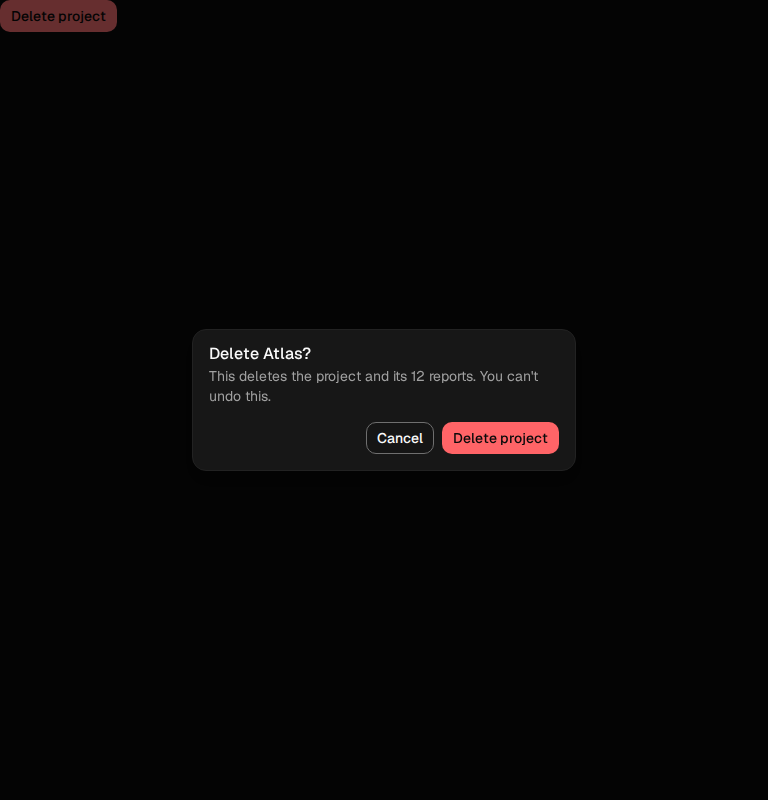 Delete project
Delete Atlas?
This deletes the project and its 12 reports. You can't
undo this.
Cancel
Delete project